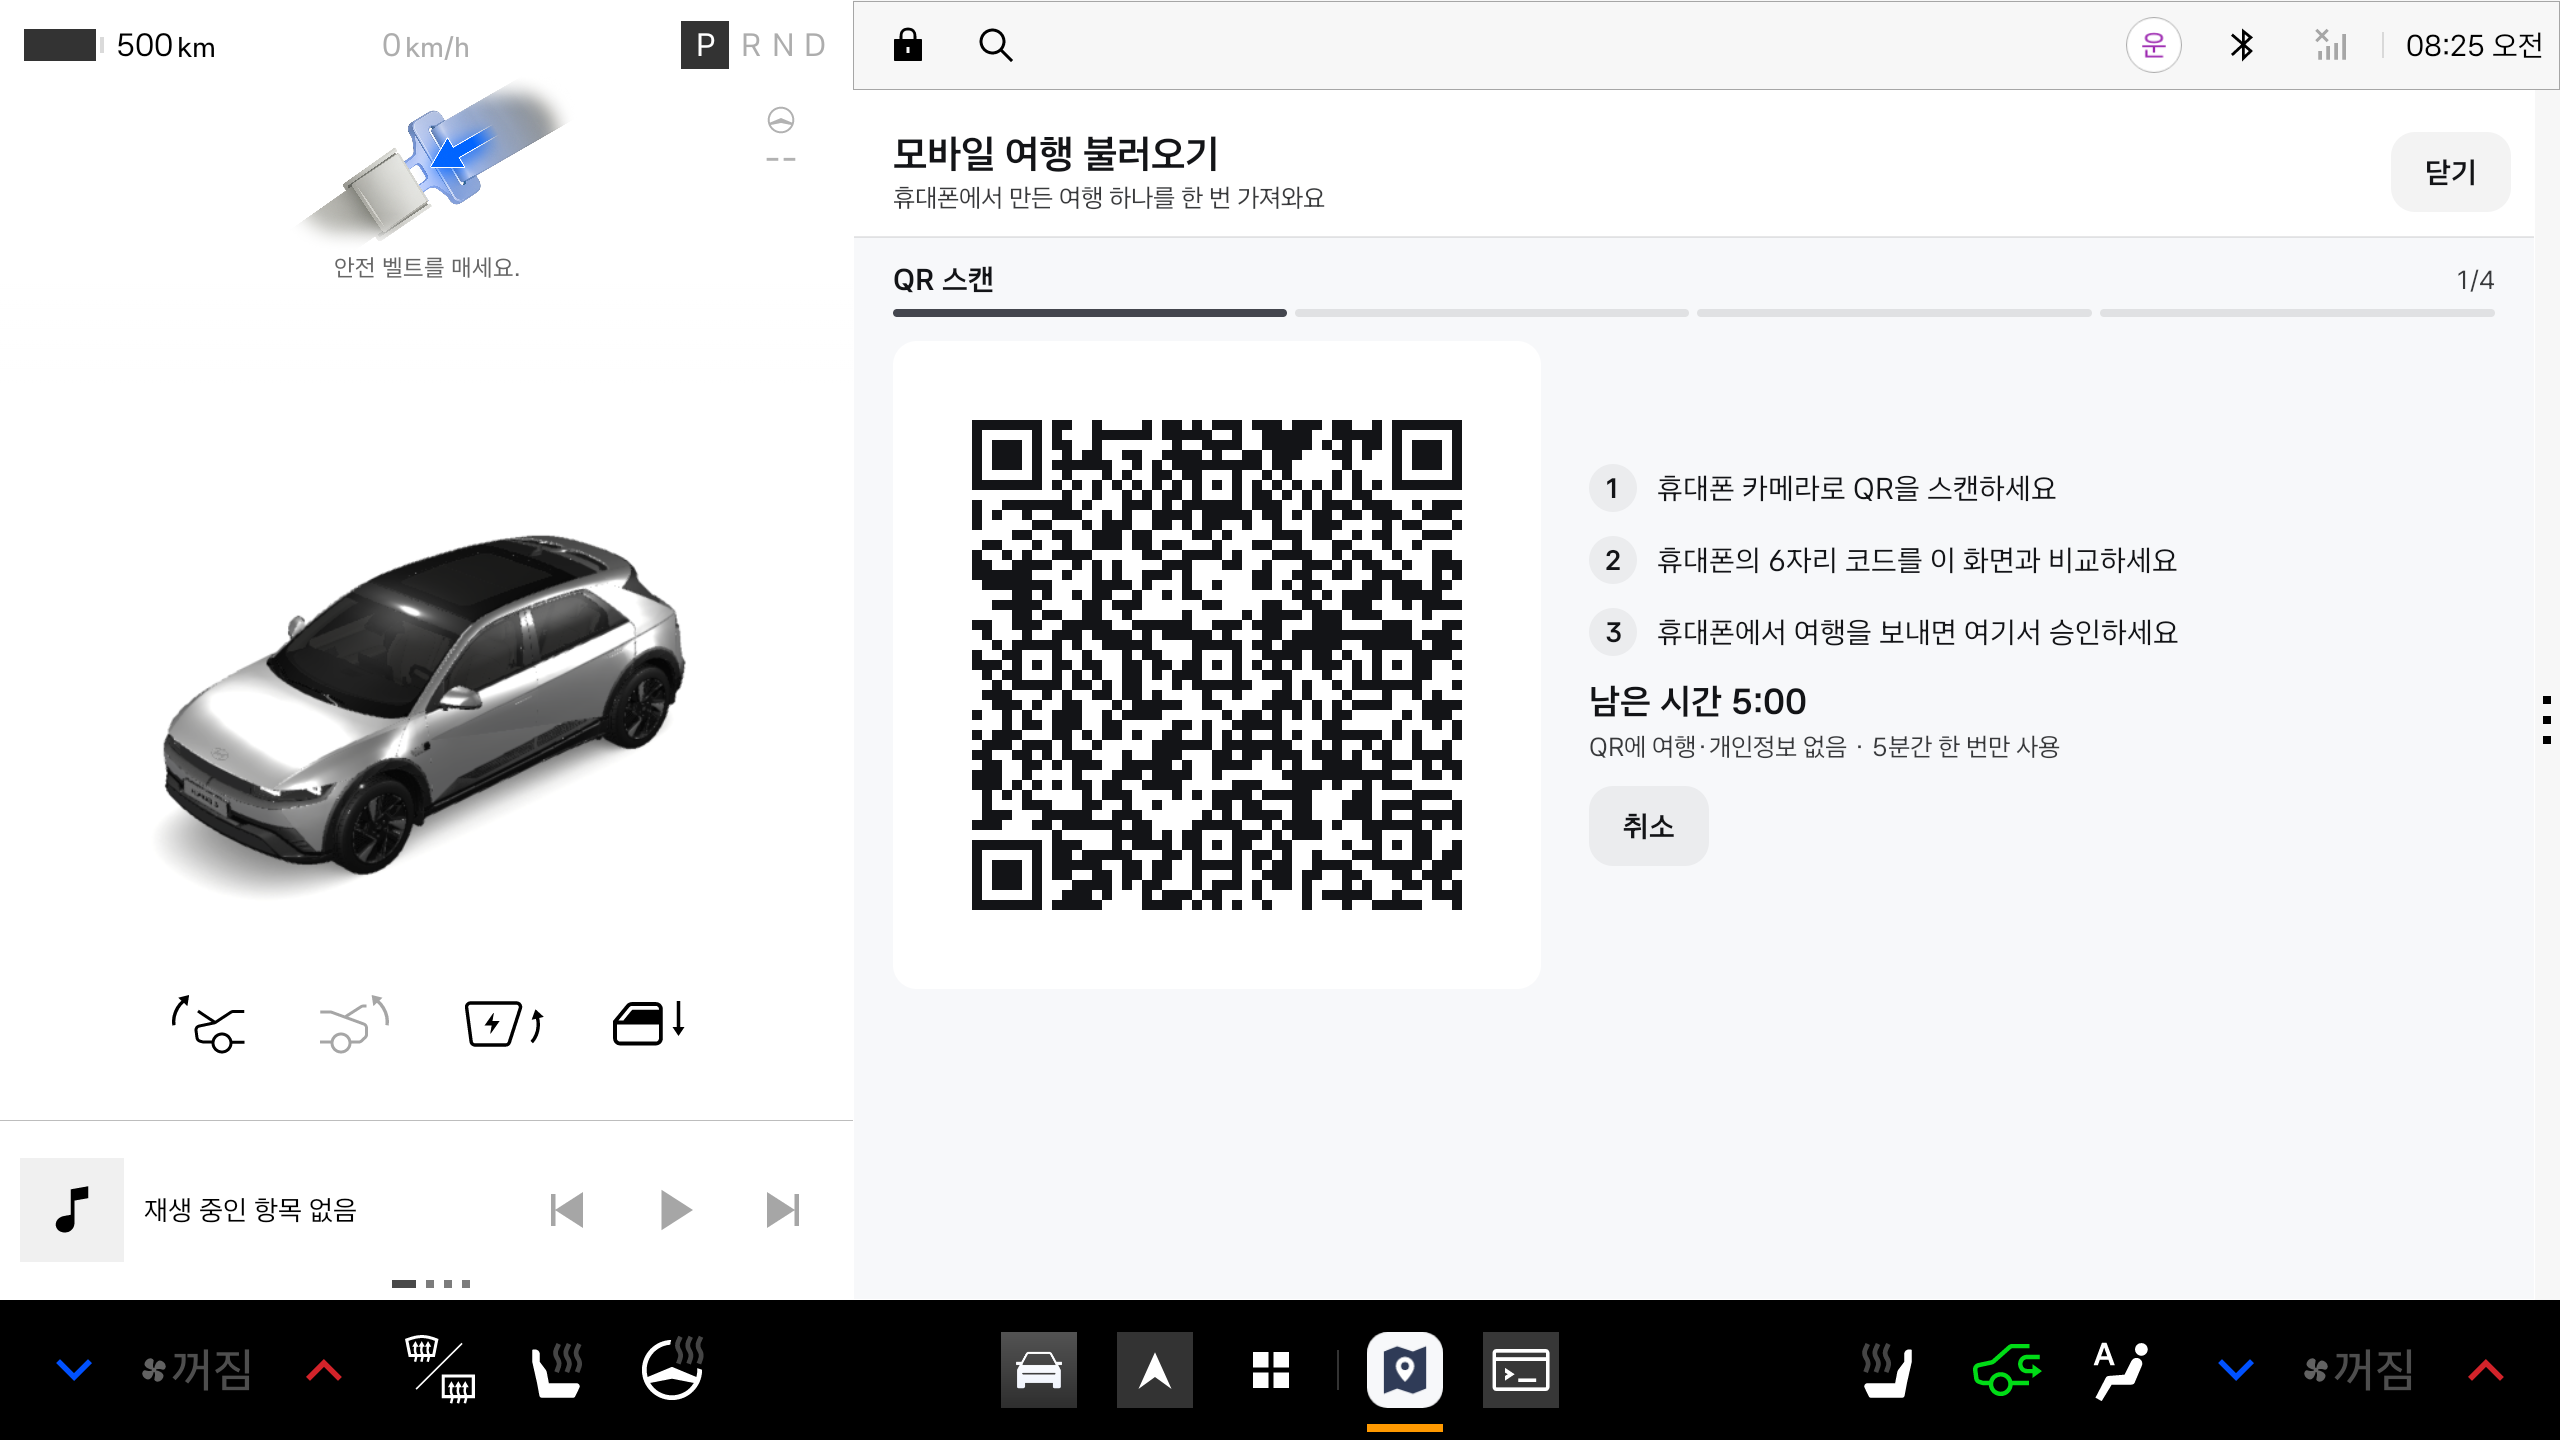 500 km
0 km/h
P R N D
운
08:25 오전
안전 벨트를 매세요.
모바일 여행 불러오기
휴대폰에서 만든 여행 하나를 한 번 가져와요
닫기
QR 스캔
1/4
1 휴대폰 카메라로 QR을 스캔하세요
2 휴대폰의 6자리 코드를 이 화면과 비교하세요
3 휴대폰에서 여행을 보내면 여기서 승인하세요
남은 시간 5:00
QR에 여행·개인정보 없음 · 5분간 한 번만 사용
취소
재생 중인 항목 없음
꺼짐
A
꺼짐